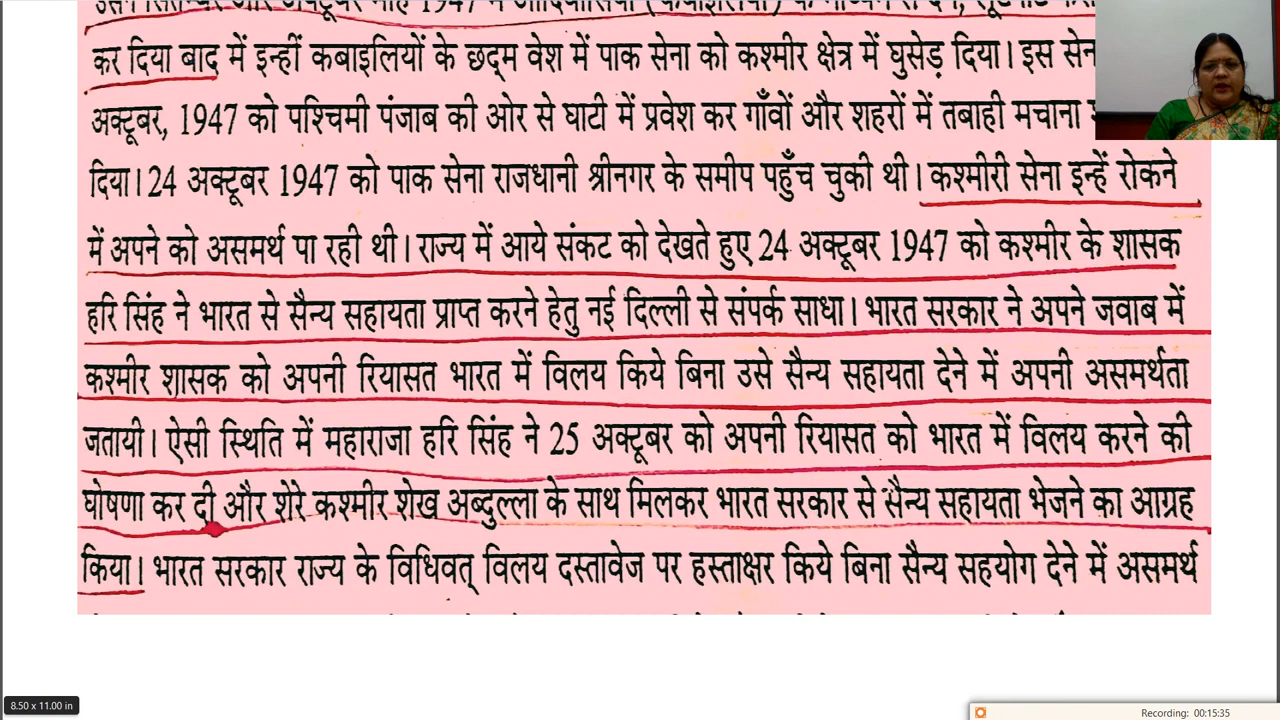 कर दिया बाद में इन्हीं कबाइलियों के छद्म वेश में पाक सेना को कश्मीर क्षेत्र में घुसेड़ दिया। इस
अक्टूबर, 1947 को पश्चिमी पंजाब की ओर से घाटी में प्रवेश कर गाँवों और शहरों में तबाही मचाना
दिया। 24 अक्टूबर 1947 को पाक सेना राजधानी श्रीनगर के समीप पहुँच चुकी थी। कश्मीरी सेना इन्हें रोकने
में अपने को असमर्थ पा रही थी। राज्य में आये संकट को देखते हुए 24 अक्टूबर 1947 को कश्मीर के शासक
हरि सिंह ने भारत से सैन्य सहायता प्राप्त करने हेतु नई दिल्ली से संपर्क साधा। भारत सरकार ने अपने जवाब में
कश्मीर शासक को अपनी रियासत भारत में विलय किये बिना उसे सैन्य सहायता देने में अपनी असमर्थता
जतायी। ऐसी स्थिति में महाराजा हरि सिंह ने 25 अक्टूबर को अपनी रियासत को भारत में विलय करने की
घोषणा कर दी और शेरे कश्मीर शेख अब्दुल्ला के साथ मिलकर भारत सरकार से सैन्य सहायता भेजने का आग्रह
किया। भारत सरकार राज्य के विधिवत् विलय दस्तावेज पर हस्ताक्षर किये बिना सैन्य सहयोग देने में असमर्थ
8.50 x 11.00 in
Recording: 00:15:35